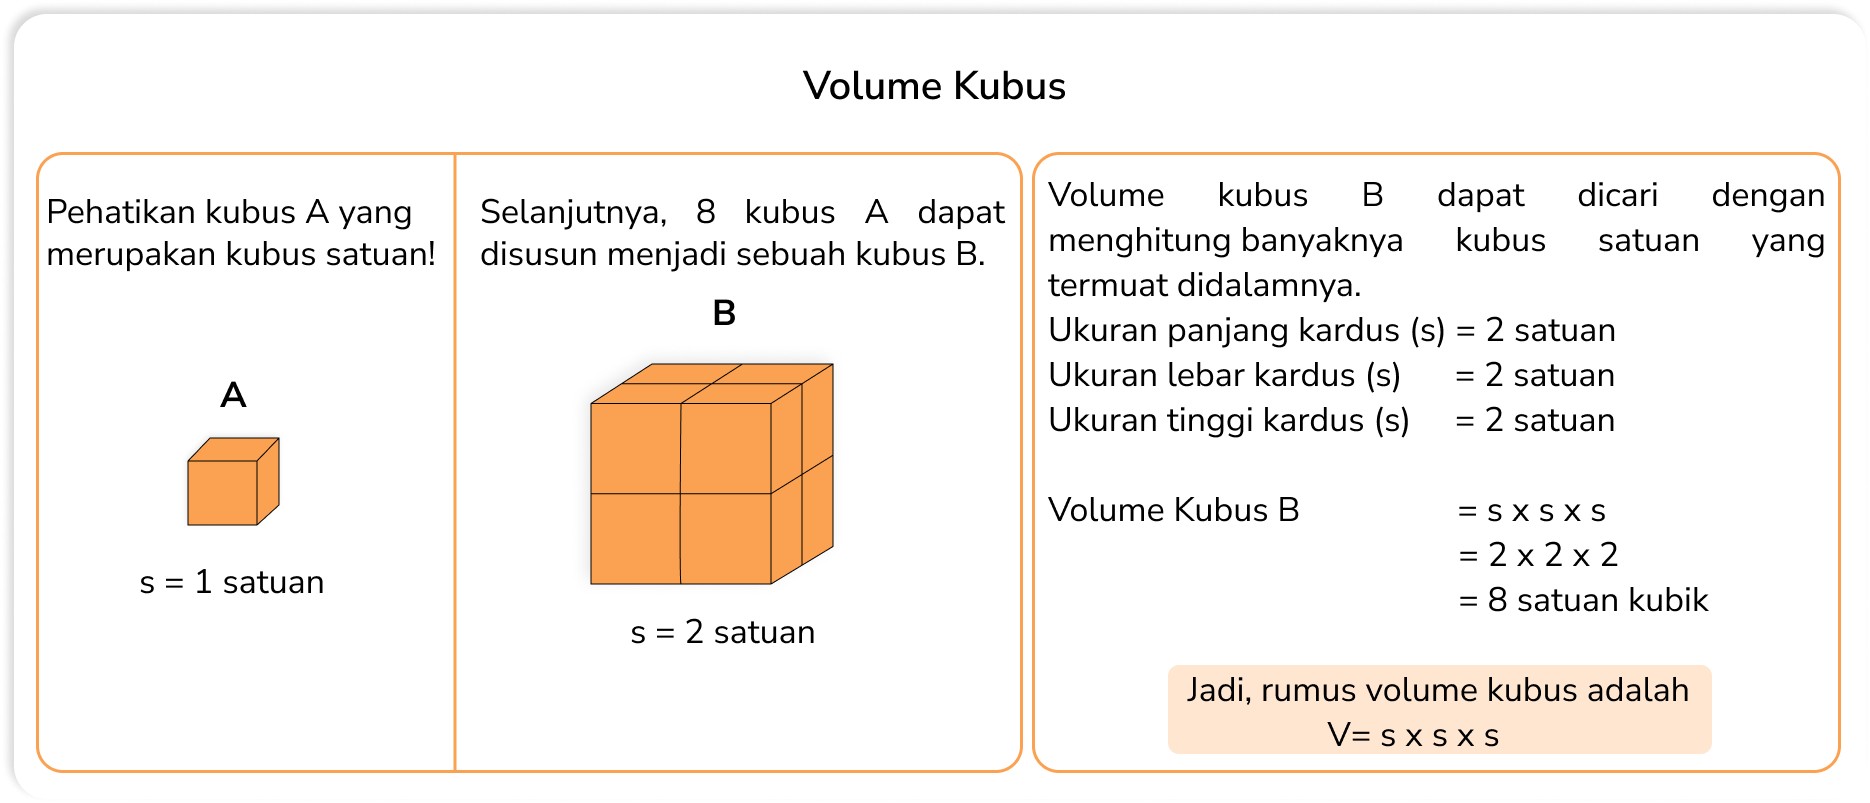 Volume Kubus
Pehatikan kubus A yang
merupakan kubus satuan!
A
s = 1 satuan
Selanjutnya, 8 kubus A dapat
disusun menjadi sebuah kubus B.
B
s = 2 satuan
Volume kubus B dapat dicari dengan
menghitung banyaknya kubus satuan yang
termuat didalamnya.
Ukuran panjang kardus (s) = 2 satuan
Ukuran lebar kardus (s) = 2 satuan
Ukuran tinggi kardus (s) = 2 satuan
Volume Kubus B = s x s x s
= 2 x 2 x 2
= 8 satuan kubik
Jadi, rumus volume kubus adalah
V= s x s x s